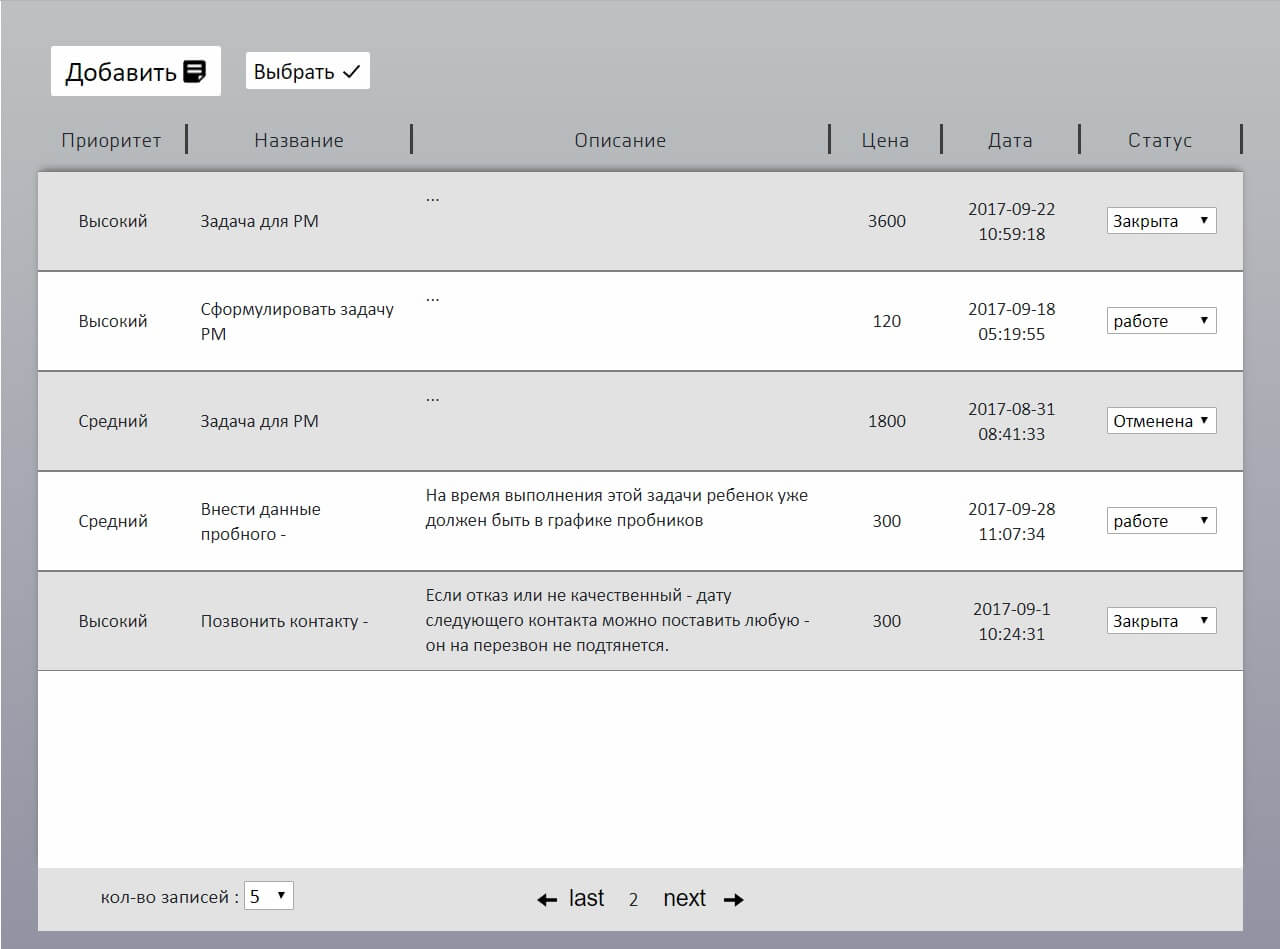 Добавить
Выбрать
Приоритет Название Описание Цена Дата Статус
...
Высокий Задача для РМ 3600 2017-09-22 10:59:18 Закрыта
...
Высокий Сформулировать задачу РМ 120 2017-09-18 05:19:55 работе
...
Средний Задача для РМ 1800 2017-08-31 08:41:33 Отменена
Средний
Внести данные
пробного -
На время выполнения этой задачи ребенок уже
должен быть в графике пробников
300
2017-09-28
11:07:34
работе
Высокий
Позвонить контакту -
Если отказ или не качественный - дату
следующего контакта можно поставить любую -
он на перезвон не подтянется.
300
2017-09-1
10:24:31
Закрыта
кол-во записей : 5
last 2 next